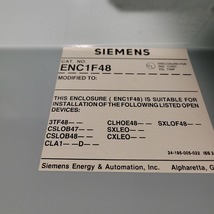 SIEMENS
CAT. NO.
ENC1F48
MODIFIED TO:
THIS ENCLOSURE ( ENC1F48 ) IS SUITABLE FOR
INSTALLATION OF THE FOLLOWING LISTED OPEN
DEVICES:
3TF48— — CLHOE48— — SXLOF48— —
CSLOB47— — SXLEO— —
CSLOB48— — CXLEO— —
CLA1— —D— —
Siemens Energy & Automation, Inc. Alpharetta, G